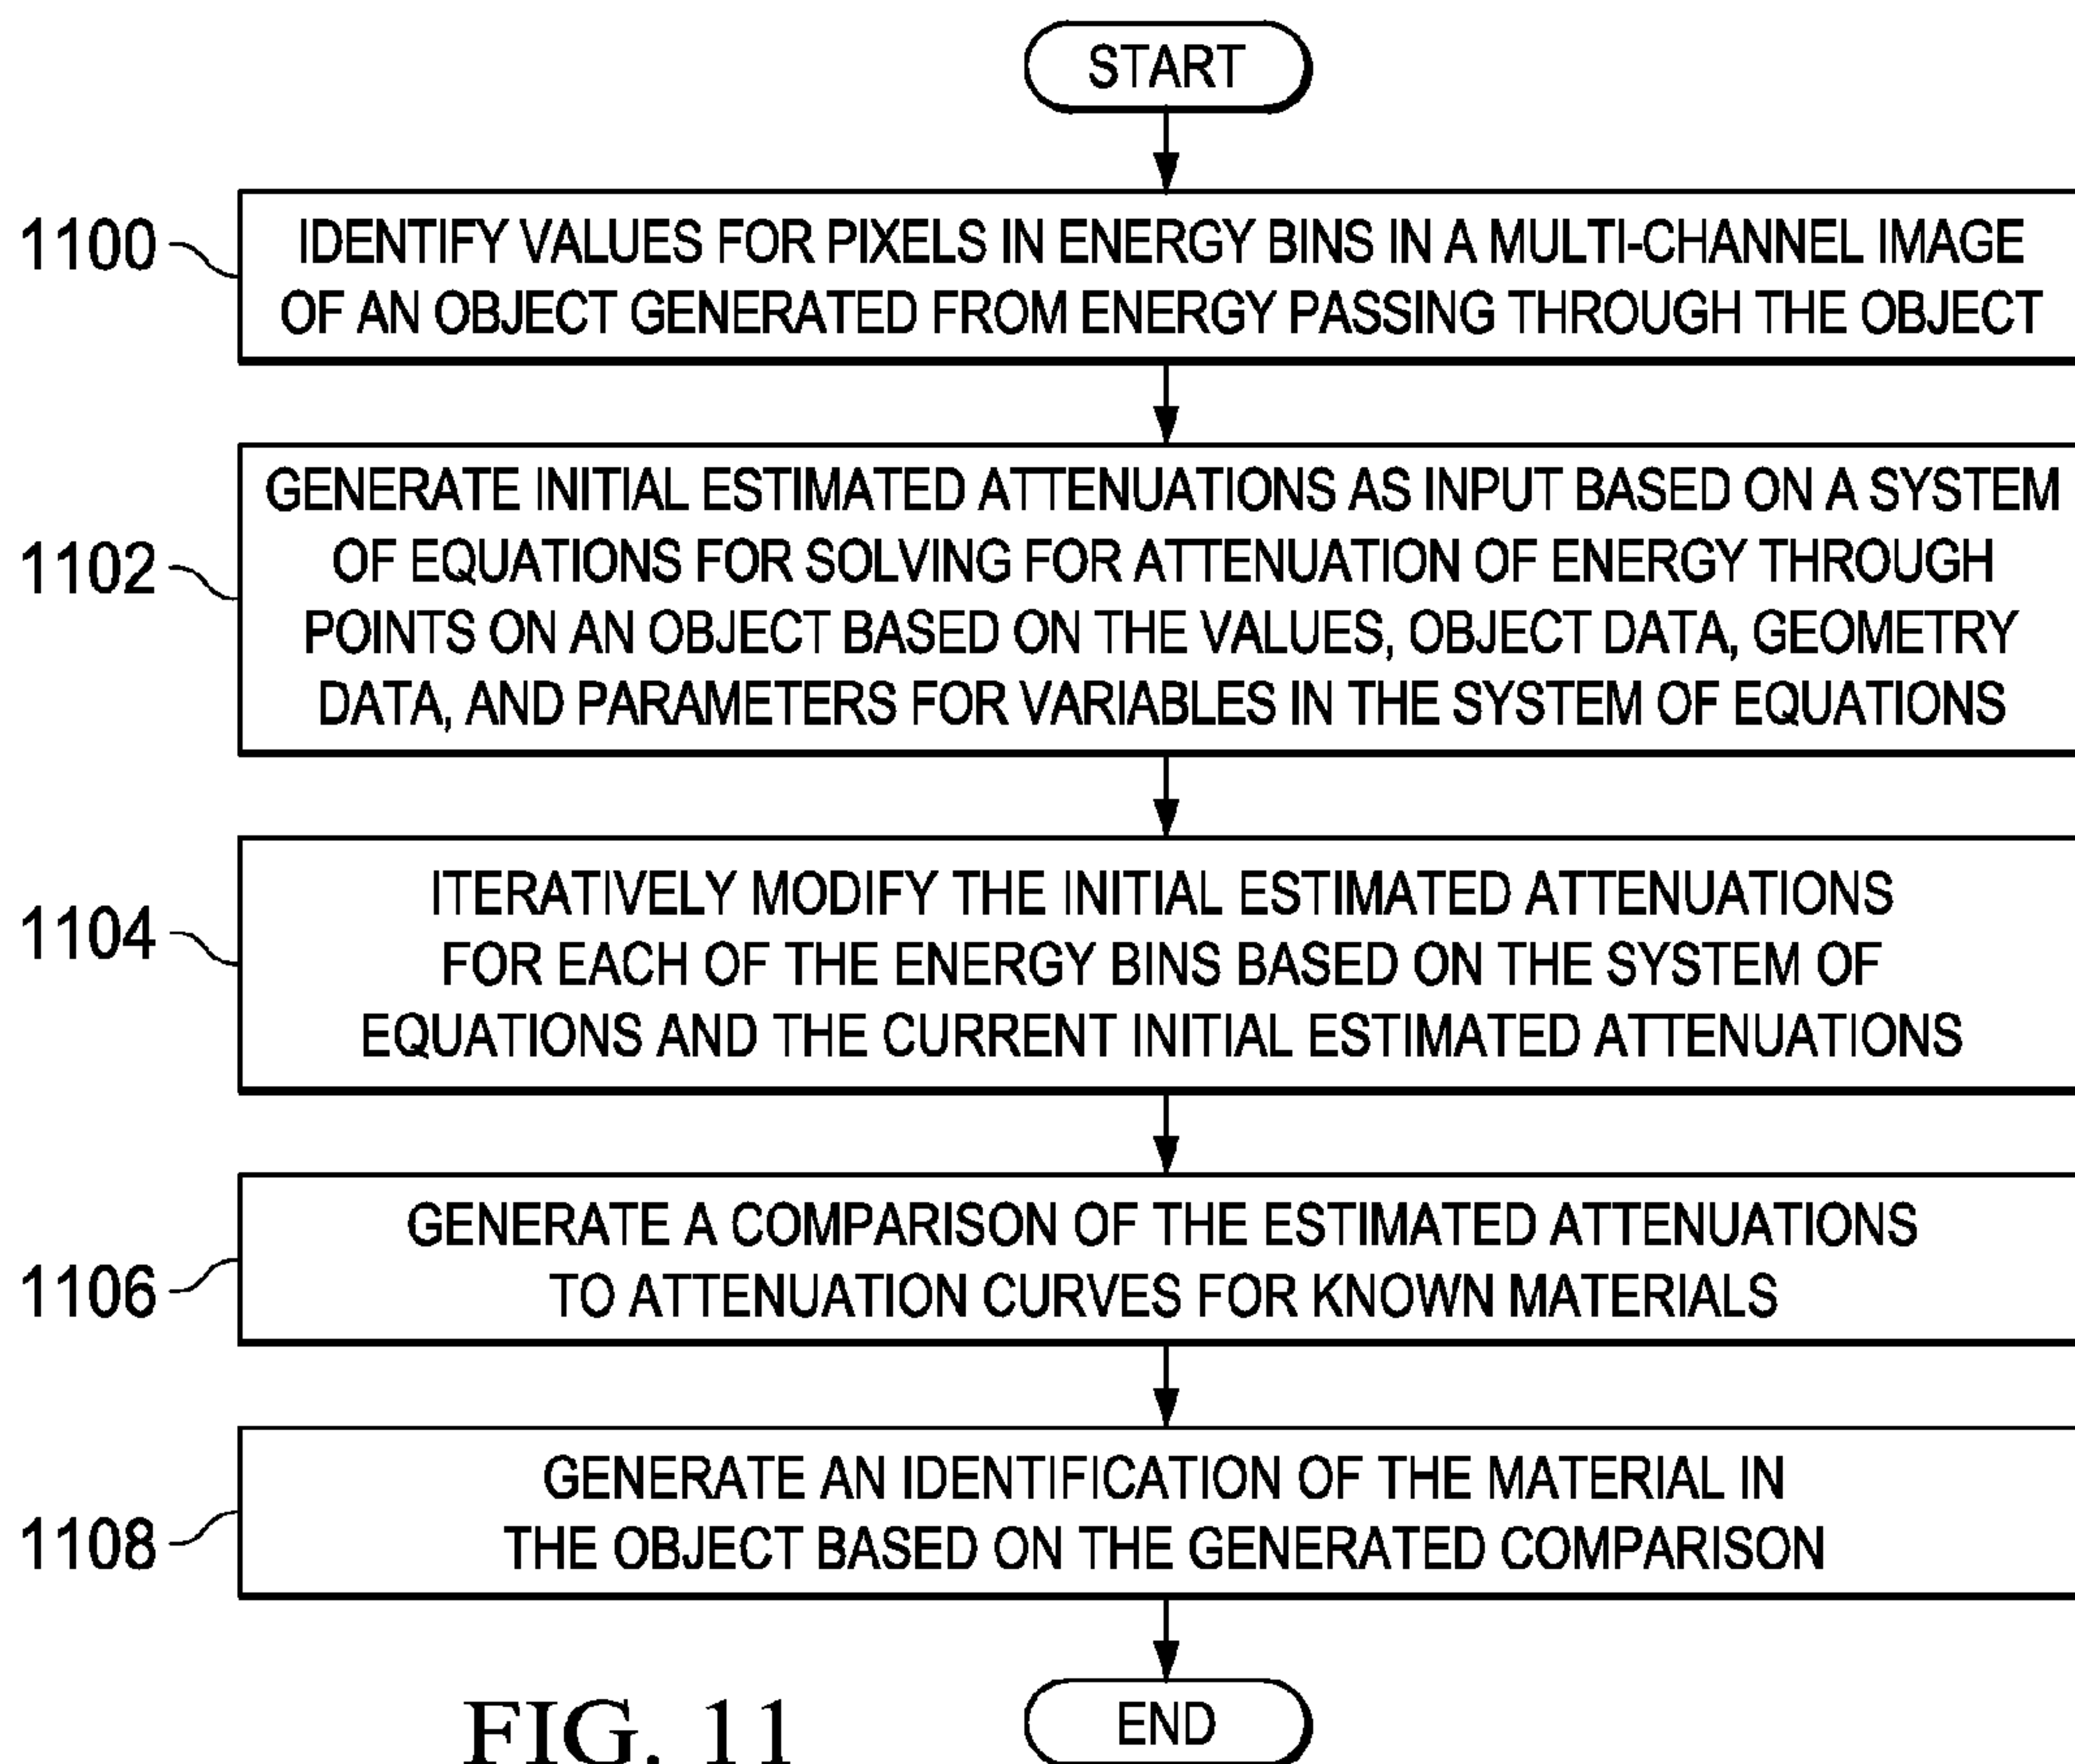 START
1100
IDENTIFY VALUES FOR PIXELS IN ENERGY BINS IN A MULTI-CHANNEL IMAGE
OF AN OBJECT GENERATED FROM ENERGY PASSING THROUGH THE OBJECT
1102
GENERATE INITIAL ESTIMATED ATTENUATIONS AS INPUT BASED ON A SYSTEM
OF EQUATIONS FOR SOLVING FOR ATTENUATION OF ENERGY THROUGH
POINTS ON AN OBJECT BASED ON THE VALUES, OBJECT DATA, GEOMETRY
DATA, AND PARAMETERS FOR VARIABLES IN THE SYSTEM OF EQUATIONS
1104
ITERATIVELY MODIFY THE INITIAL ESTIMATED ATTENUATIONS
FOR EACH OF THE ENERGY BINS BASED ON THE SYSTEM OF
EQUATIONS AND THE CURRENT INITIAL ESTIMATED ATTENUATIONS
1106
GENERATE A COMPARISON OF THE ESTIMATED ATTENUATIONS
TO ATTENUATION CURVES FOR KNOWN MATERIALS
1108
GENERATE AN IDENTIFICATION OF THE MATERIAL IN
THE OBJECT BASED ON THE GENERATED COMPARISON
END
FIG. 11